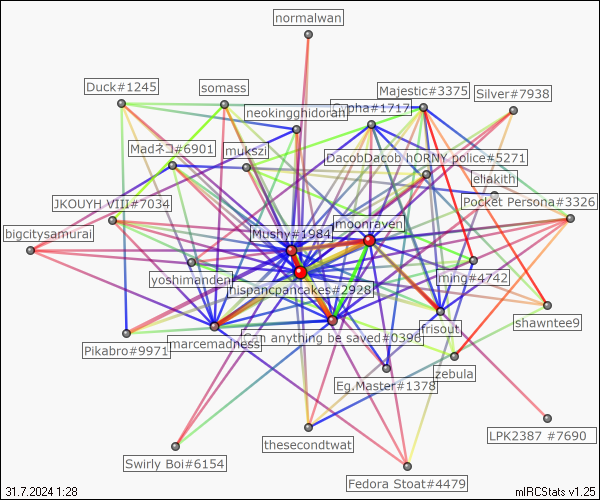 normalwan
Duck#1245
somass
Majestic#3375
Silver#7938
neokingghidorah
Cypha#1717
Madネコ#6901
mukszi
DacobDacob hORNY police#5271
eliakith
JKOUYH VIII#7034
Pocket Persona#3326
bigcitysamurai
Mushy#1984
moonraven
yoshimanden
ming#4742
hispancpancakes#2928
shawntee9
Pikabro#9971
marcemadness
can anything be saved#0396
frisout
Eg.Master#1378
zebula
thesecondtwat
LPK2387 #7690
Swirly Boi#6154
Fedora Stoat#4479
31.7.2024 1:28
mIRCStats v1.25